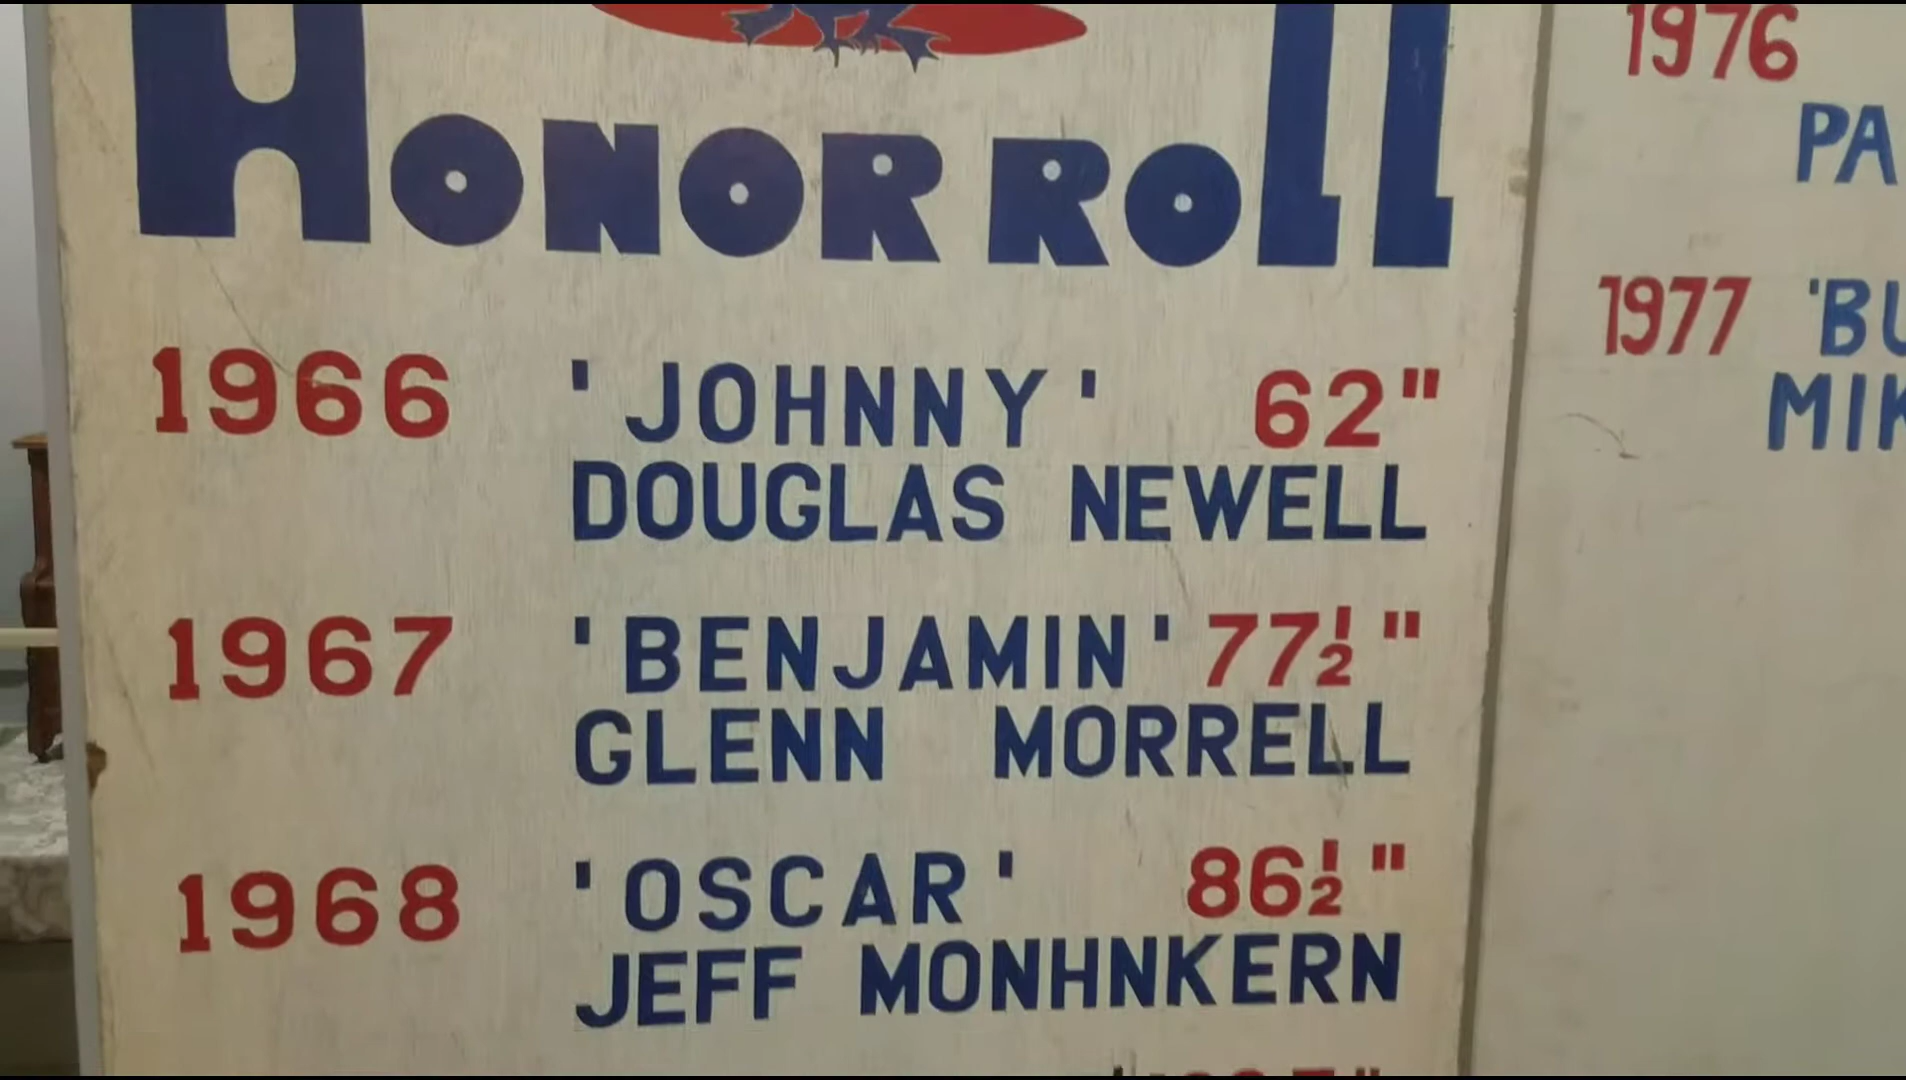 HONOR ROLL
1966 'JOHNNY' 62"
DOUGLAS NEWELL
1967 'BENJAMIN' 77½"
GLENN MORRELL
1968 'OSCAR' 86½"
JEFF MONHNKERN
1976
PA
1977 'BU
MIK